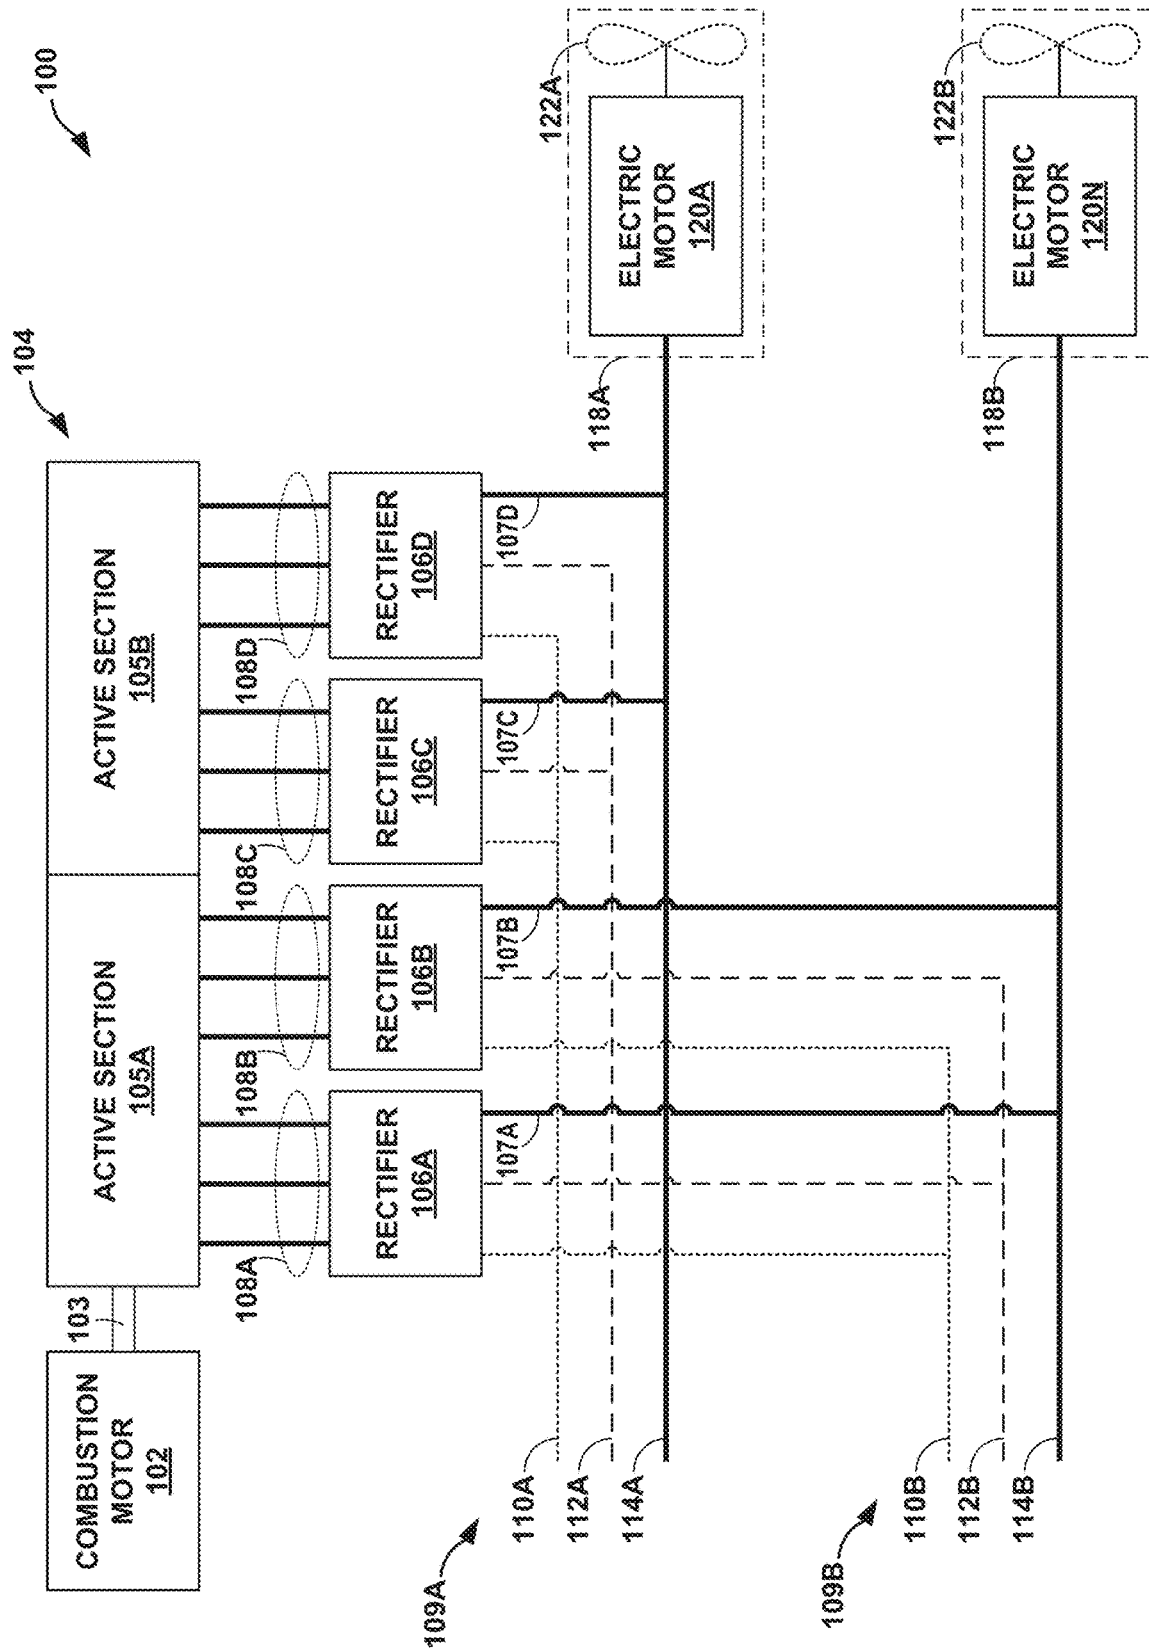 100
104
COMBUSTION
MOTOR
102
103
ACTIVE SECTION
105A
ACTIVE SECTION
105B
108A
108B
108C
108D
RECTIFIER
106A
RECTIFIER
106B
RECTIFIER
106C
RECTIFIER
106D
107A
107B
107C
107D
109A
110A
112A
114A
118A
122A
ELECTRIC
MOTOR
120A
109B
110B
112B
114B
118B
122B
ELECTRIC
MOTOR
120N